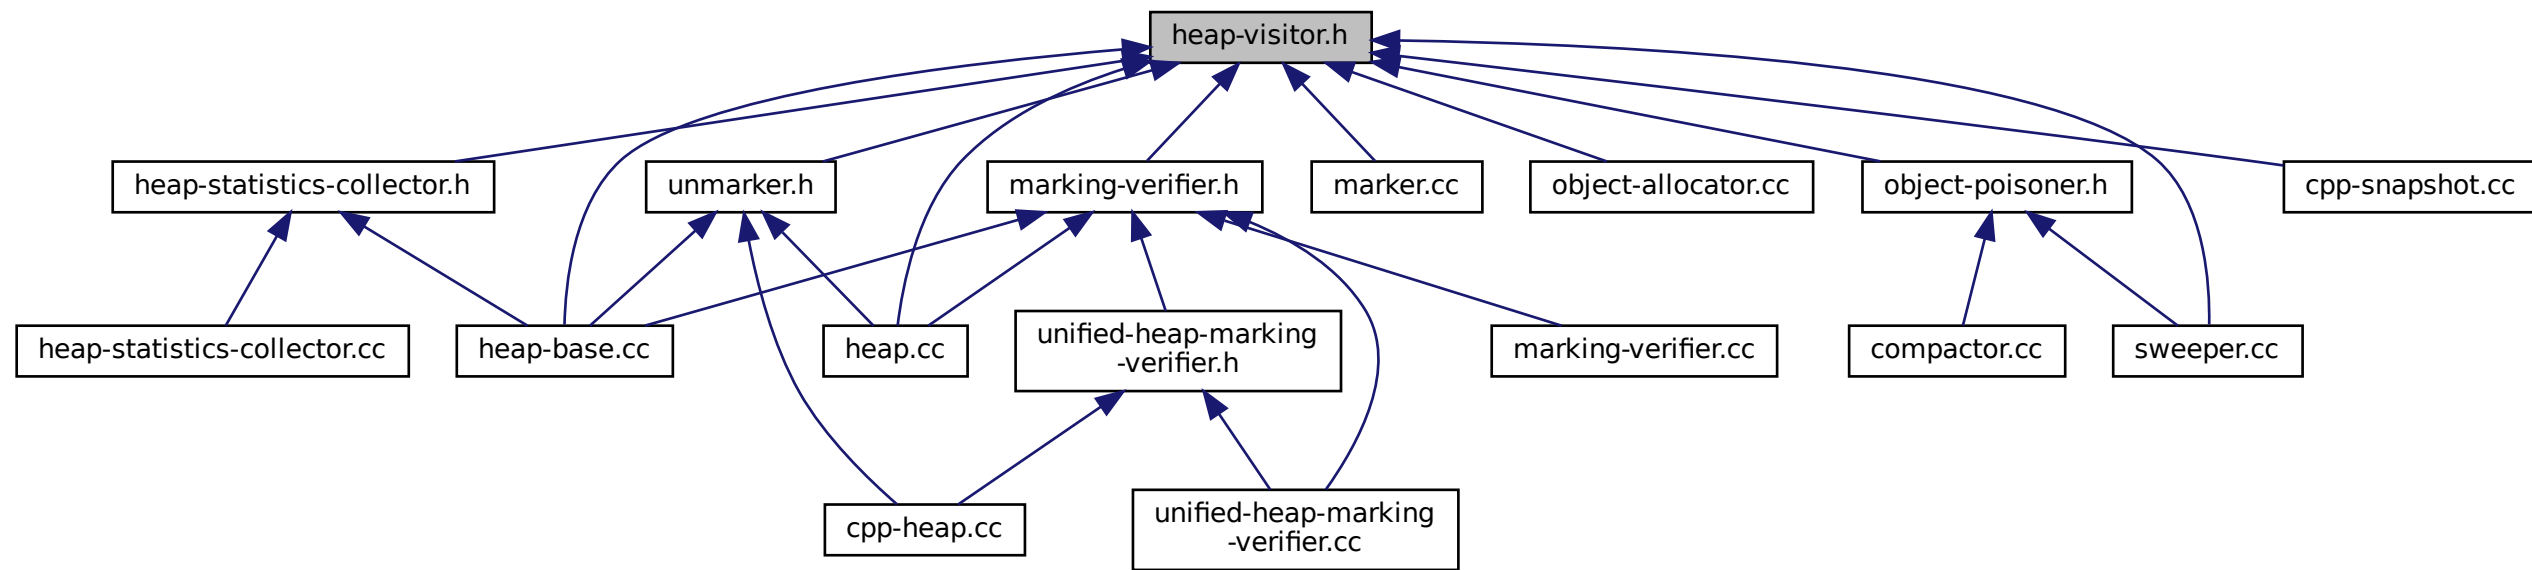 heap-visitor.h
heap-statistics-collector.h
unmarker.h
marking-verifier.h
marker.cc
object-allocator.cc
object-poisoner.h
cpp-snapshot.cc
heap-statistics-collector.cc
heap-base.cc
heap.cc
unified-heap-marking
-verifier.h
marking-verifier.cc
compactor.cc
sweeper.cc
cpp-heap.cc
unified-heap-marking
-verifier.cc